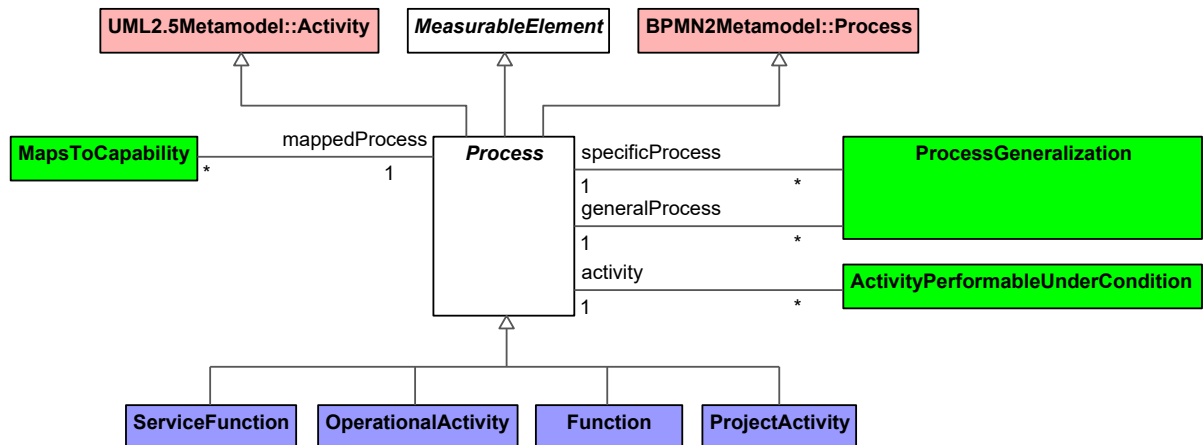 UML2.5Metamodel::Activity
MeasurableElement
BPMN2Metamodel::Process
MapsToCapability
mappedProcess
*
1
Process
specificProcess
1
*
generalProcess
1
*
activity
1
*
ProcessGeneralization
ActivityPerformableUnderCondition
ServiceFunction
OperationalActivity
Function
ProjectActivity